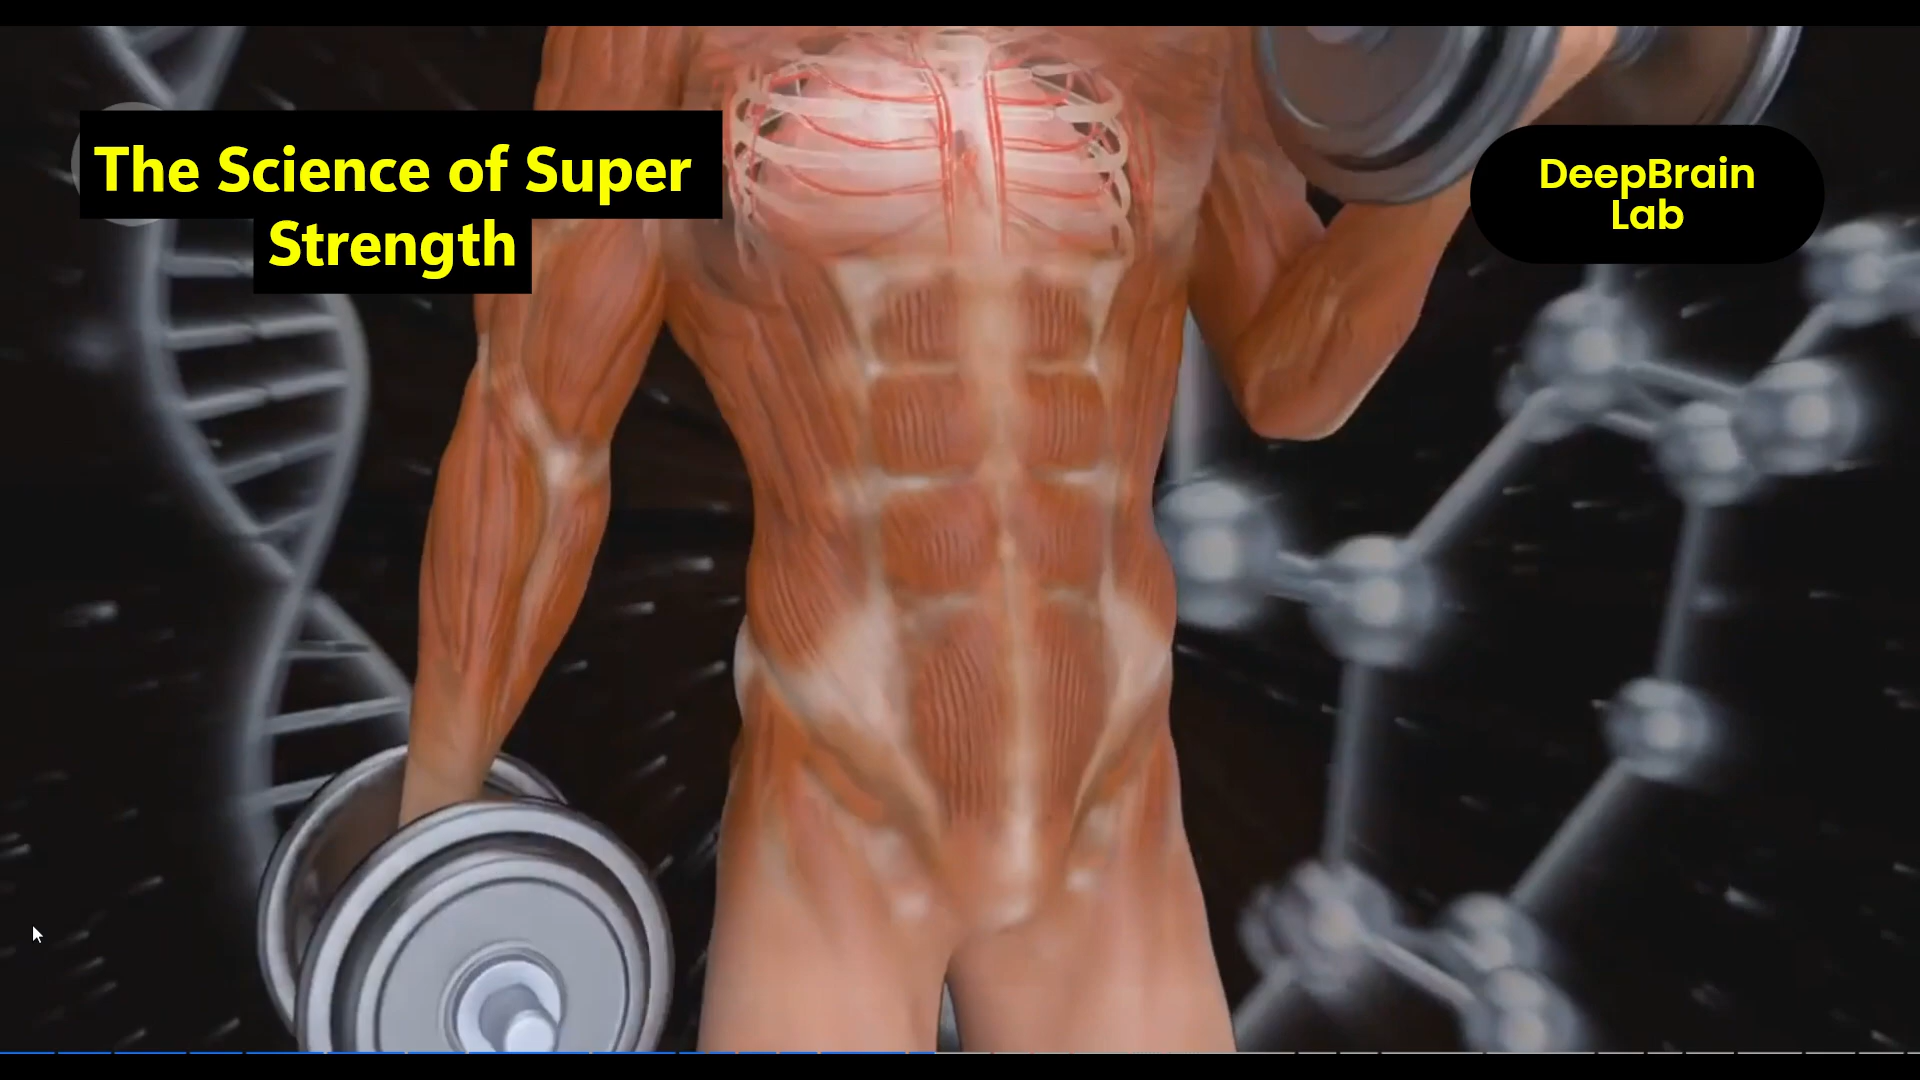 The Science of Super
Strength
DeepBrain
Lab